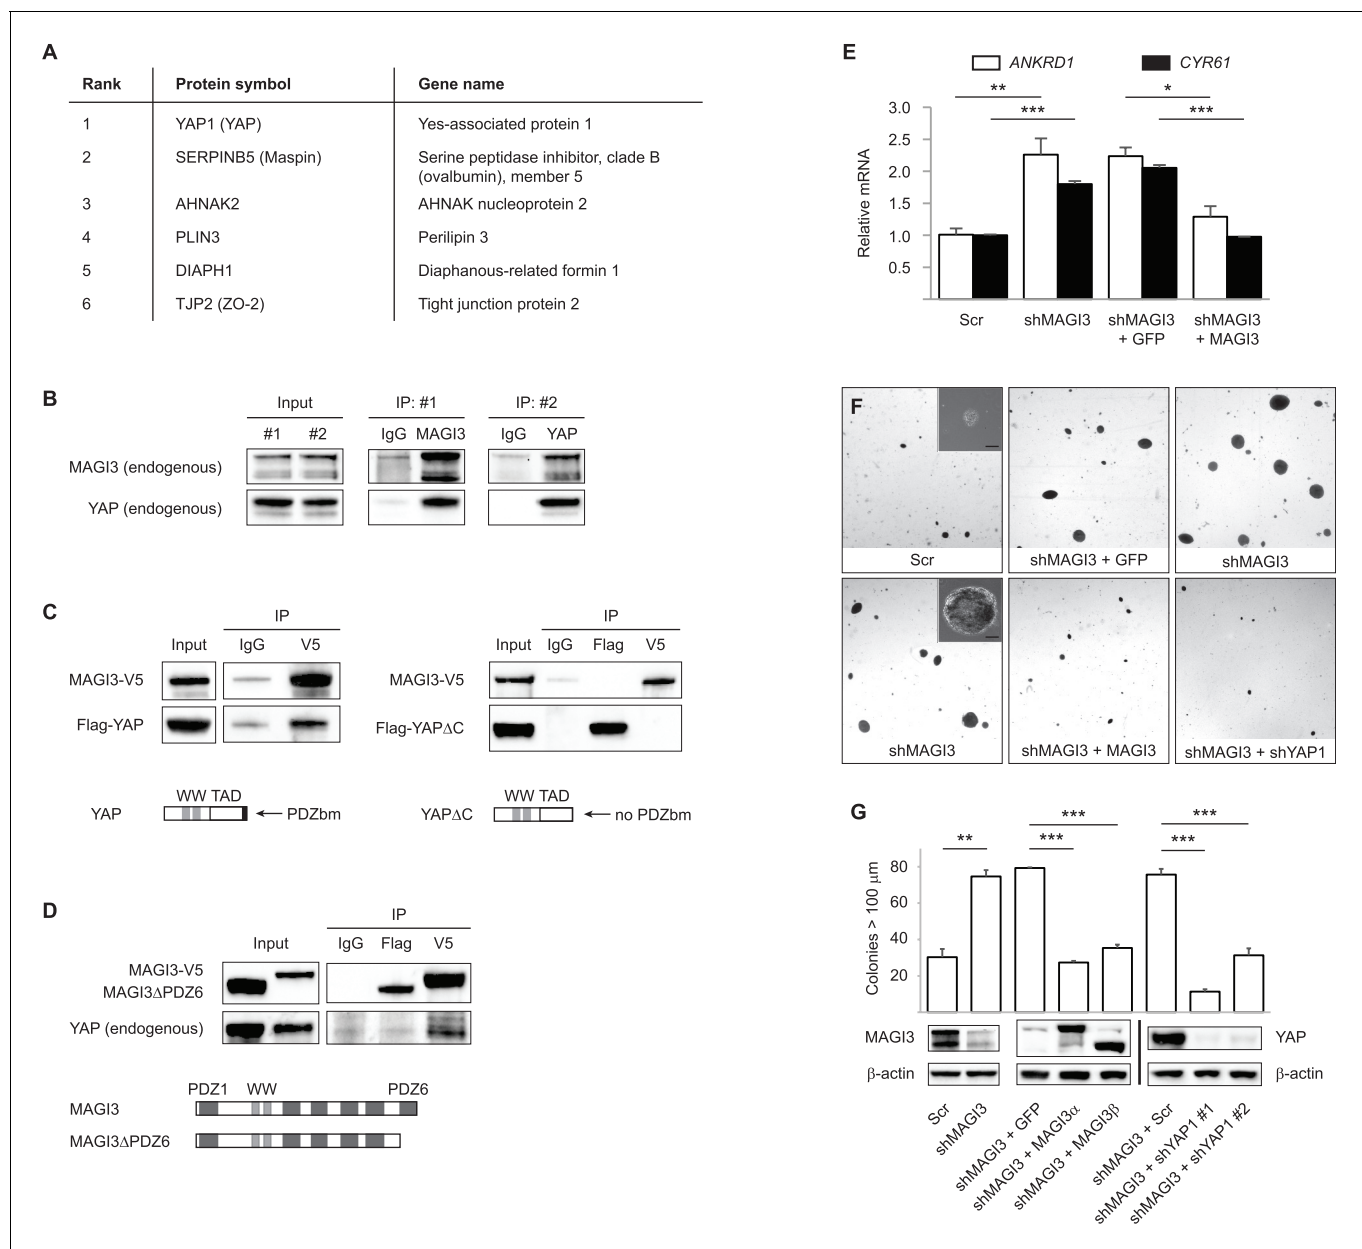 A
Rank Protein symbol Gene name
1 YAP1 (YAP) Yes-associated protein 1
2 SERPINB5 (Maspin) Serine peptidase inhibitor, clade B
(ovalbumin), member 5
3 AHNAK2 AHNAK nucleoprotein 2
4 PLIN3 Perilipin 3
5 DIAPH1 Diaphanous-related formin 1
6 TJP2 (ZO-2) Tight junction protein 2
B
Input IP: #1 IP: #2
#1 #2 IgG MAGI3 IgG YAP
MAGI3 (endogenous)
YAP (endogenous)
C
IP
Input IgG V5
MAGI3-V5
Flag-YAP
WW TAD
YAP ← PDZbm
IP
Input IgG Flag V5
MAGI3-V5
Flag-YAPΔC
WW TAD
YAPΔC ← no PDZbm
D
IP
Input IgG Flag V5
MAGI3-V5
MAGI3ΔPDZ6
YAP (endogenous)
PDZ1 WW PDZ6
MAGI3
MAGI3ΔPDZ6
E
ANKRD1 CYR61
** *
*** ***
Relative mRNA
3.0
2.5
2.0
1.5
1.0
0.5
Scr shMAGI3 shMAGI3 + GFP shMAGI3 + MAGI3
F
Scr shMAGI3 + GFP shMAGI3
shMAGI3 shMAGI3 + MAGI3 shMAGI3 + shYAP1
G
*** ***
** *** ***
Colonies > 100 µm
80
60
40
20
MAGI3 YAP
β-actin β-actin
Scr
shMAGI3
shMAGI3 + GFP
shMAGI3 + MAGI3α
shMAGI3 + MAGI3β
shMAGI3 + Scr
shMAGI3 + shYAP1 #1
shMAGI3 + shYAP1 #2